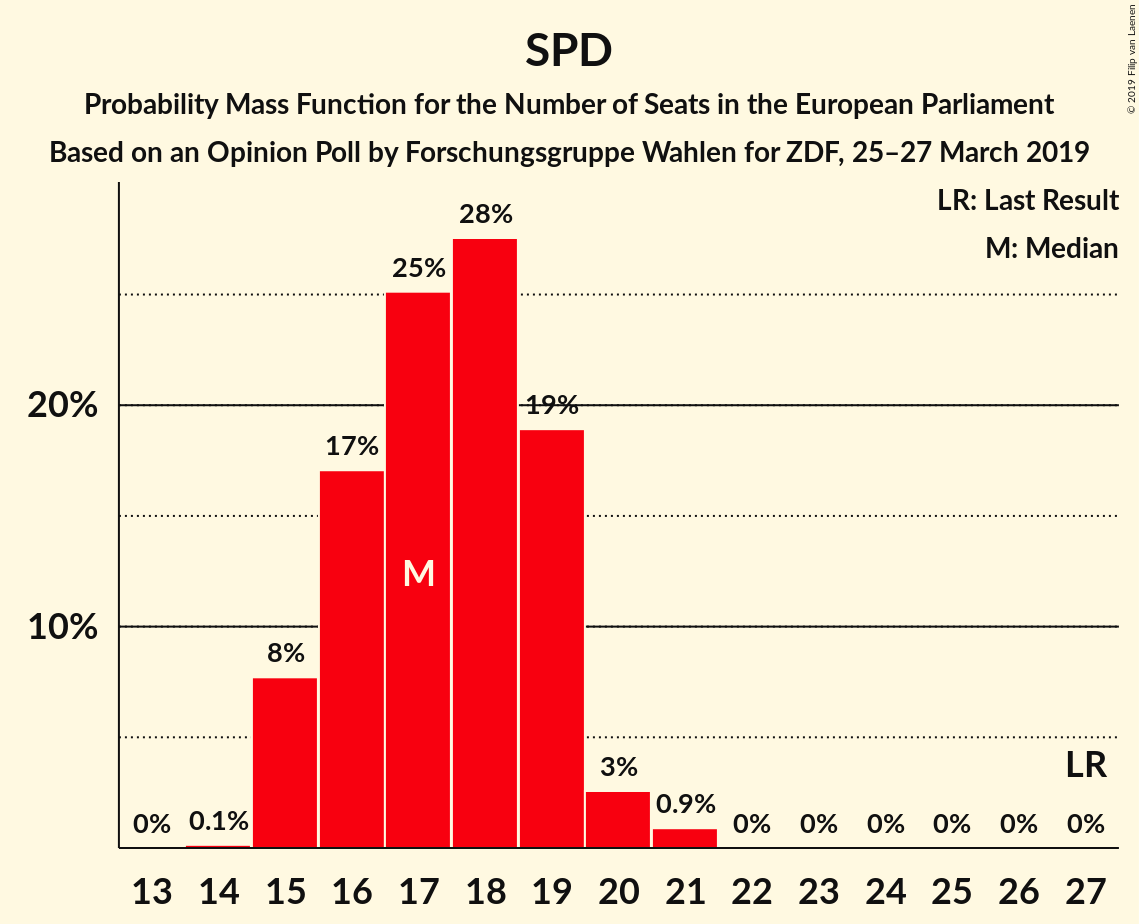 SPD
Probability Mass Function for the Number of Seats in the European Parliament
Based on an Opinion Poll by Forschungsgruppe Wahlen for ZDF, 25–27 March 2019
© 2019 Filip van Laenen
LR: Last Result
M: Median
28%
25%
20%
19%
17%
M
10%
8%
LR
3%
0.9%
0% 0.1% 0% 0% 0% 0% 0% 0%
13 14 15 16 17 18 19 20 21 22 23 24 25 26 27